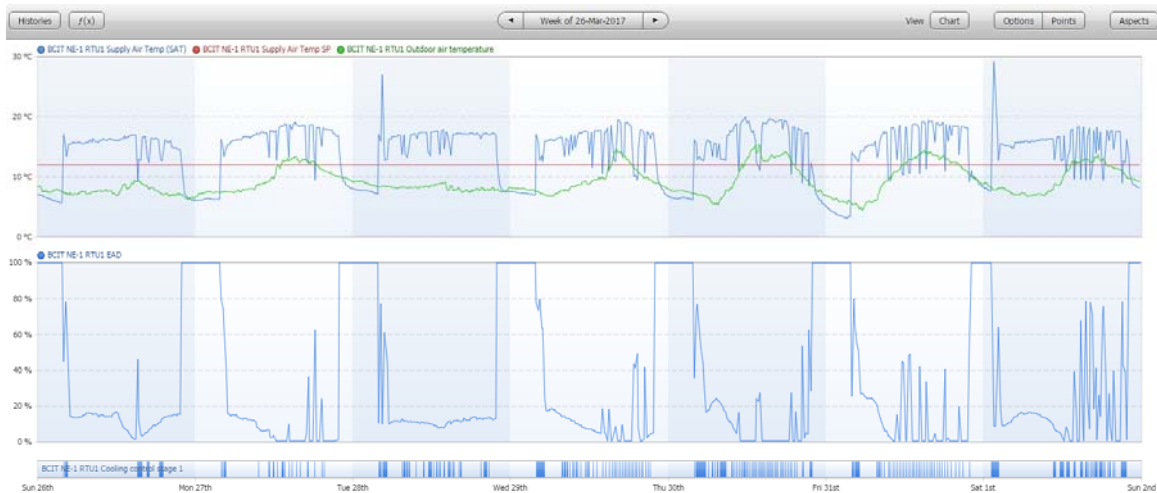 Histories f(x) ◄ Week of 26-Mar-2017 ► View Chart Options Points Aspects
BCIT NE-1 RTU1 Supply Air Temp (SAT) BCIT NE-1 RTU1 Supply Air Temp SP BCIT NE-1 RTU1 Outdoor air temperature
30 °C
20 °C
10 °C
0 °C
BCIT NE-1 RTU1 EAD
100 %
80 %
60 %
40 %
20 %
0 %
BCIT NE-1 RTU1 Cooling control stage 1
Sun 26th Mon 27th Tue 28th Wed 29th Thu 30th Fri 31st Sat 1st Sun 2nd